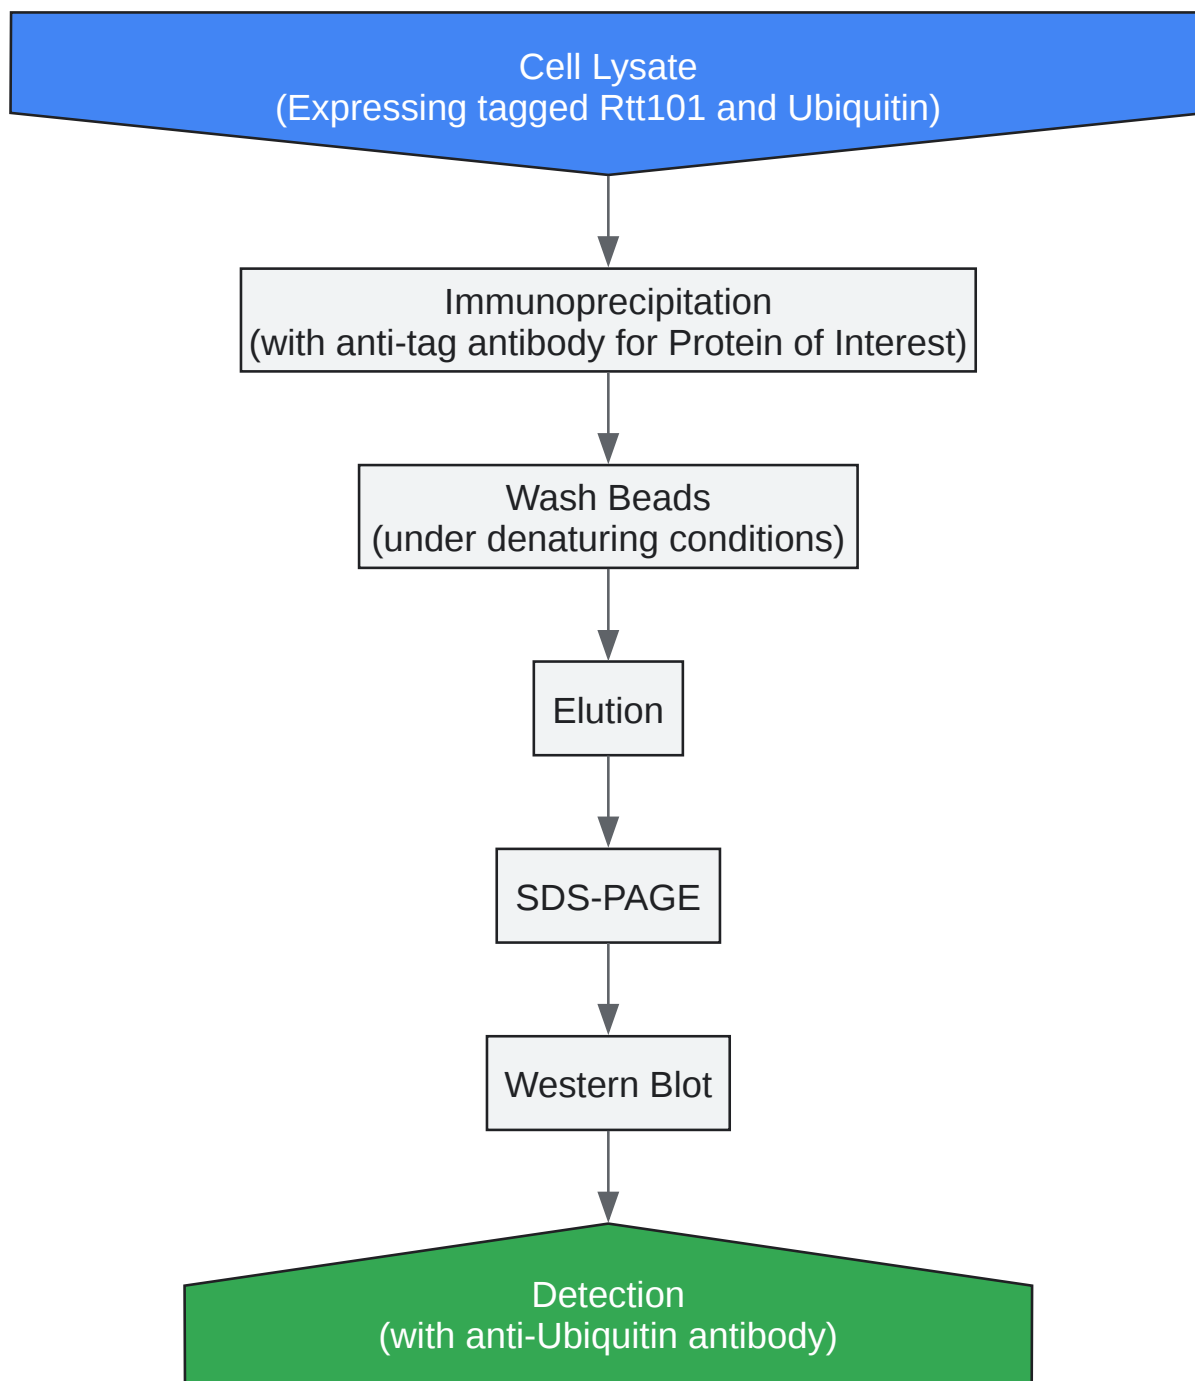 Cell Lysate
(Expressing tagged Rtt101 and Ubiquitin)
Immunoprecipitation
(with anti-tag antibody for Protein of Interest)
Wash Beads
(under denaturing conditions)
Elution
SDS-PAGE
Western Blot
Detection
(with anti-Ubiquitin antibody)